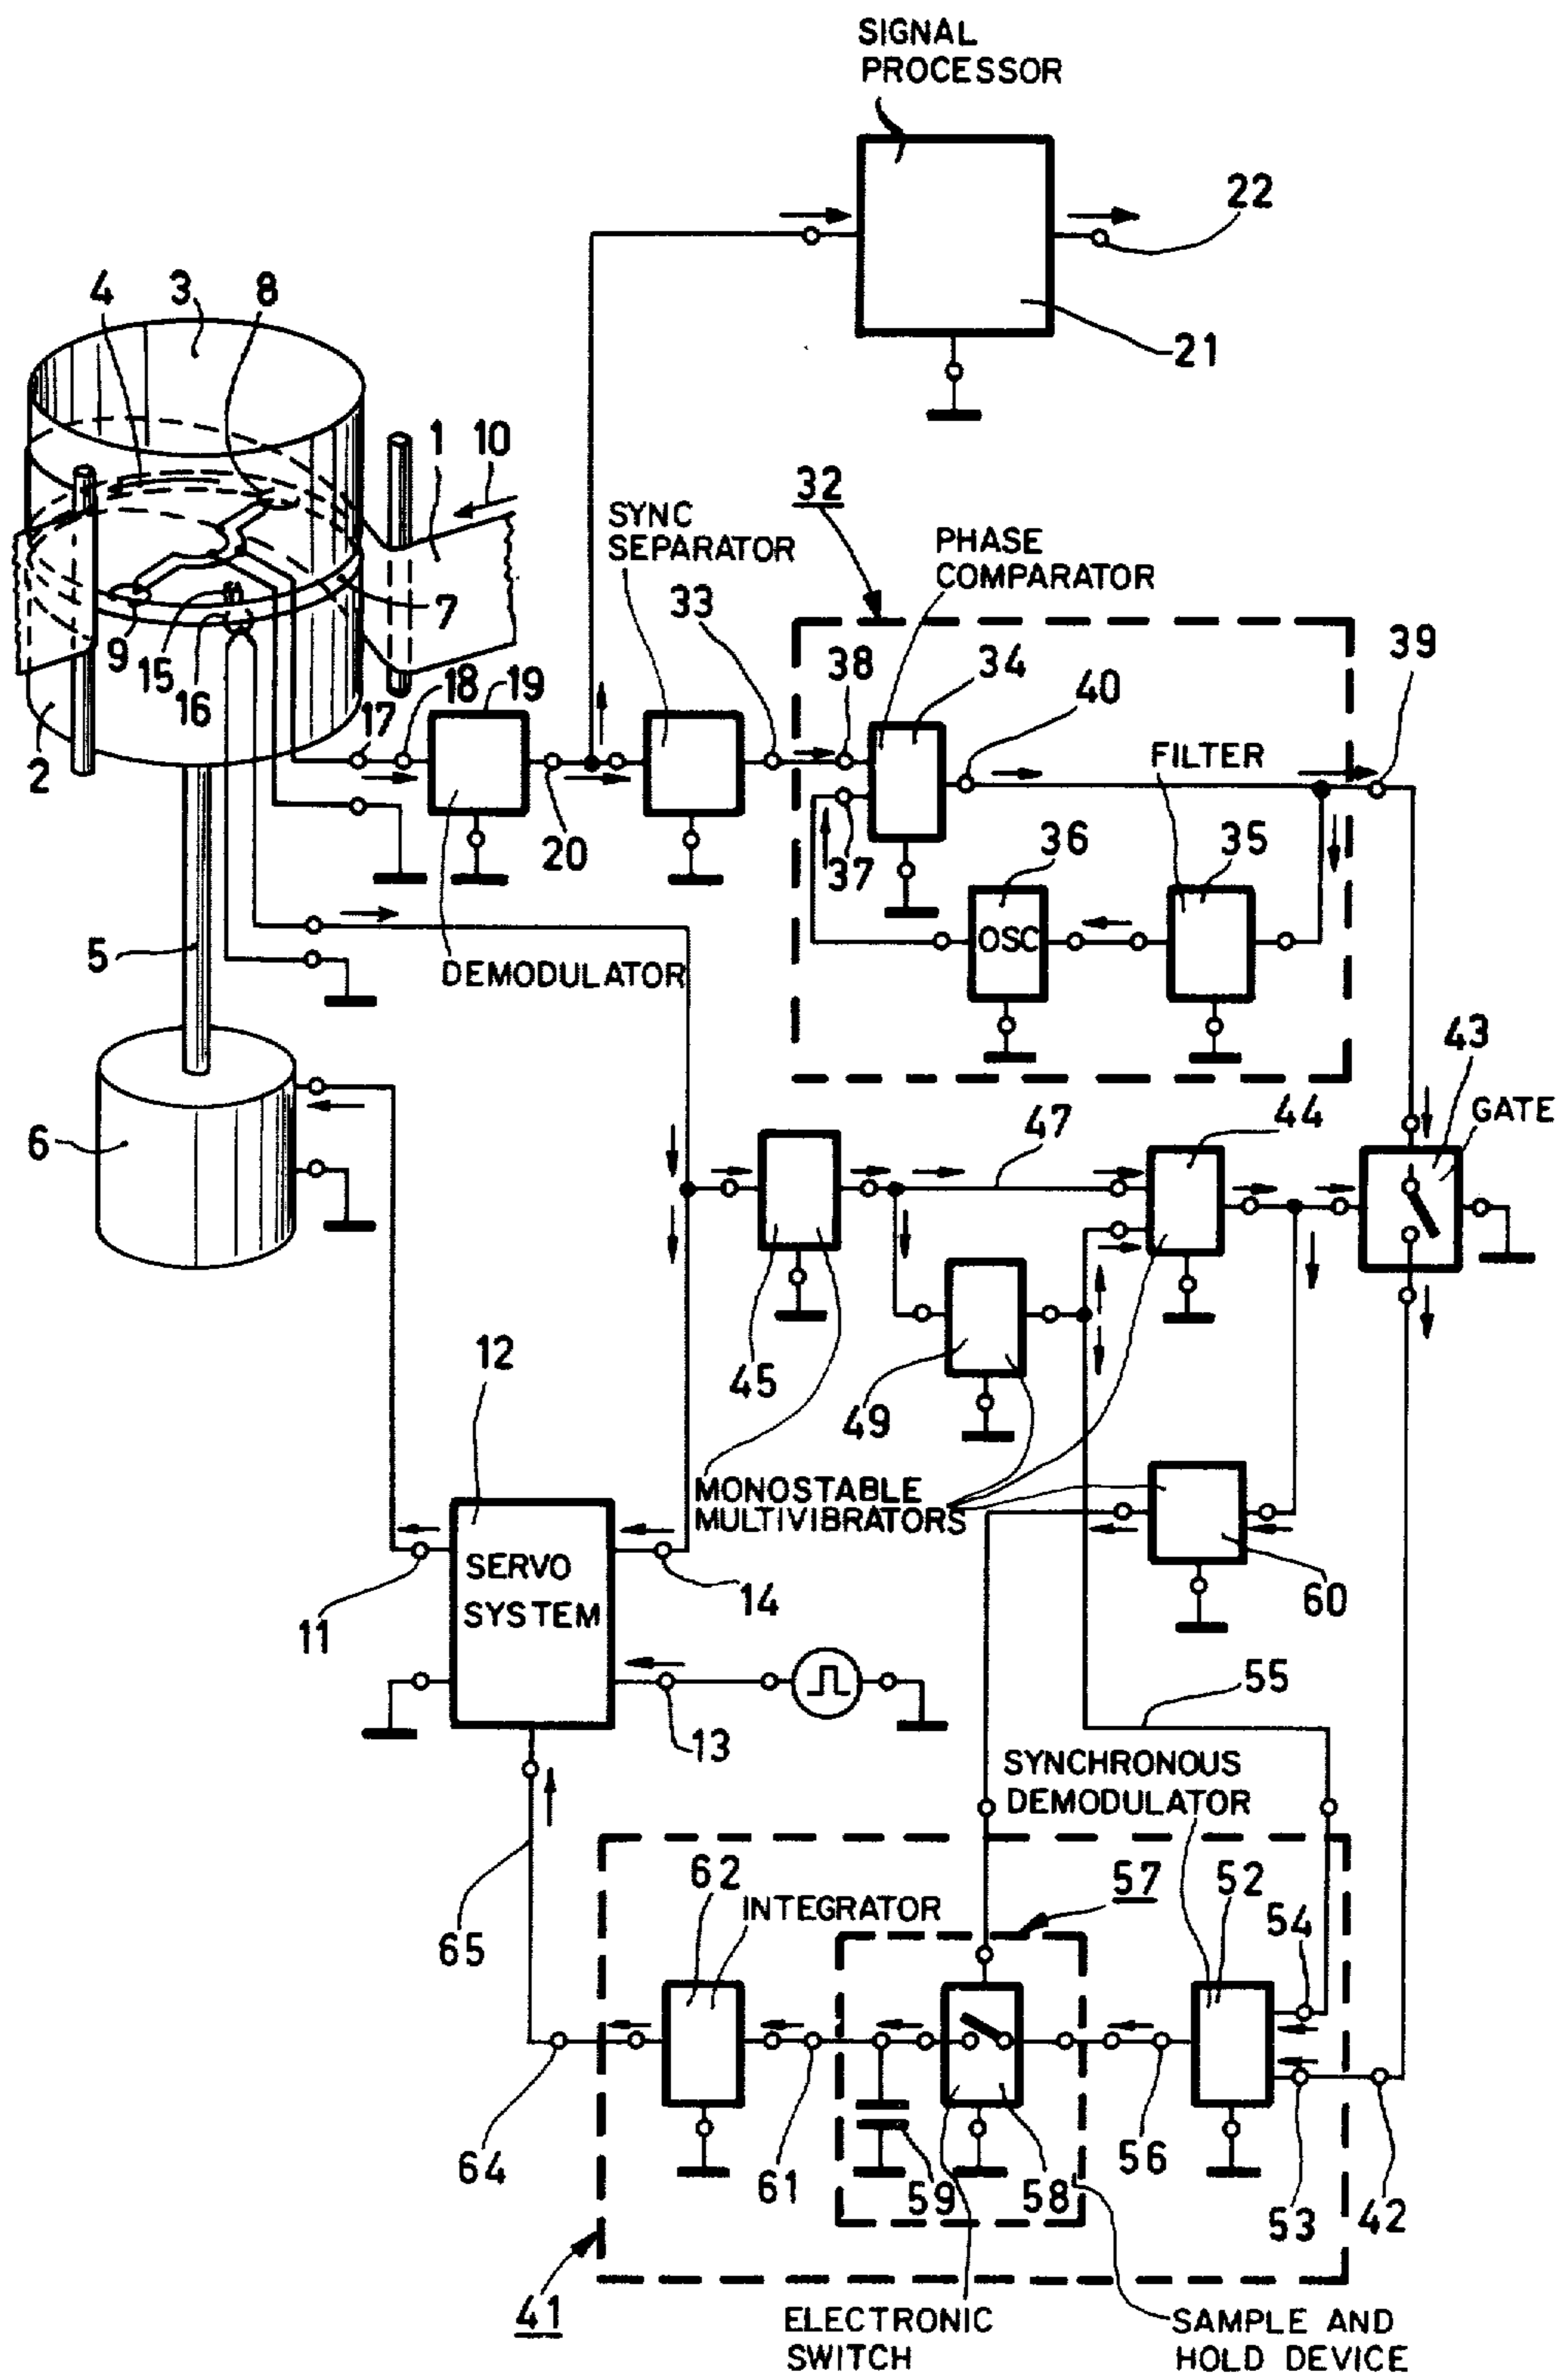 SIGNAL
PROCESSOR
22
21
4
3
8
1
10
SYNC
SEPARATOR
32
PHASE
COMPARATOR
33
38
34
40
39
9
15
16
7
17
18
19
2
20
37
36
OSC
FILTER
35
5
DEMODULATOR
6
43
GATE
44
47
45
49
12
MONOSTABLE
MULTIVIBRATORS
60
SERVO
SYSTEM
11
14
13
55
SYNCHRONOUS
DEMODULATOR
65
62
INTEGRATOR
57
52
54
64
61
59
58
56
53
42
41
ELECTRONIC
SWITCH
SAMPLE AND
HOLD DEVICE